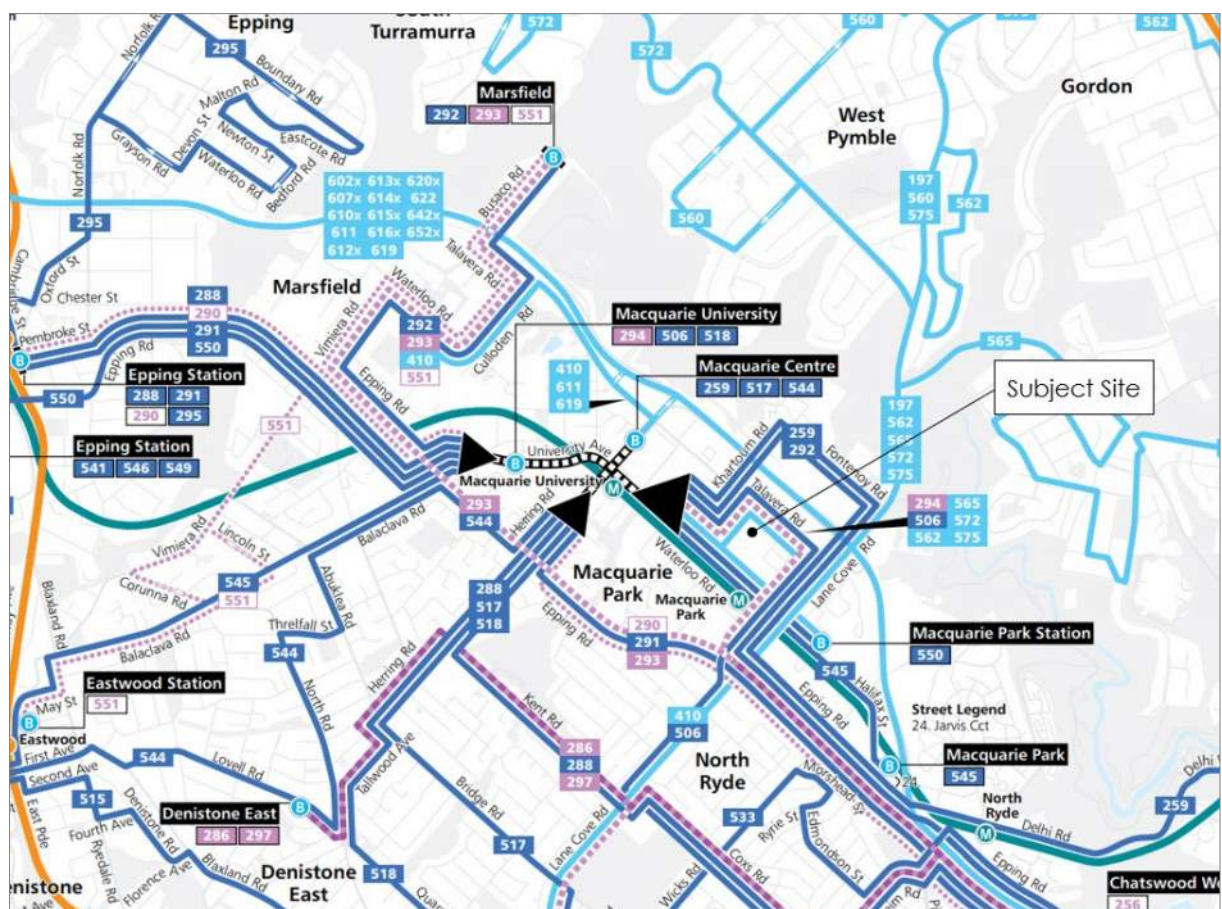 Epping
South
Turramurra
572
560
573
562
Norfolk Rd
295
Boundary Rd
Malton Rd
Devon St
Newton St
Eastcote Rd
Grayson Rd
Waterloo Rd
Bedford Rd
Norfolk Rd
572
Marsfield
292 293 551
West
Pymble
Gordon
602x 613x 620x
607x 614x 622
610x 615x 642x
611 616x 652x
612x 619
Busaco Rd
Talavera Rd
197
560
575
562
560
295
Oxford St
Chester St
Pembroke St
Epping Rd
550
288
290
291
550
Marsfield
Waterloo Rd
Vimiera Rd
292
293
410
551
Culloden Rd
Epping Rd
Epping Station
288 291
290 295
Epping Station
541 546 549
551
Macquarie University
294 506 518
410
611
619
Macquarie Centre
259 517 544
565
Subject Site
University Ave
Macquarie University
M
Khartoum Rd
259
292
Talavera Rd
Fontenoy Rd
197
562
565
572
575
294 565
506 572
562 575
293
544
Herring Rd
Balaclava Rd
Vimiera Rd
Lincoln St
Corunna Rd
545
551
Balaclava Rd
Blaxland Rd
Abuklea Rd
Threlfall St
544
North Rd
288
517
518
Herring Rd
Macquarie
Park
Waterloo Rd
Macquarie
Park
M
Lane Cove Rd
Epping Rd
290
291
293
Macquarie Park Station
550
545
Halifax St
Epping Rd
Street Legend
24. Jarvis Cct
Macquarie Park
545
24
May St
Eastwood Station
551
B
Eastwood
First Ave
Second Ave
544
Lovell Rd
515
Fourth Ave
East Pde
Ryedale Rd
Denistone Rd
Florence Ave
Blaxland Rd
Denistone East
286 297
Denistone
East
Tallwood Ave
518
Kent Rd
286
288
297
Bridge Rd
517
410
506
North
Ryde
Lane Cove Rd
Wicks Rd
Coxs Rd
533
Ryrie St
Edmondson St
Morshead St
North
Ryde
M
Delhi Rd
259
Epping Rd
256